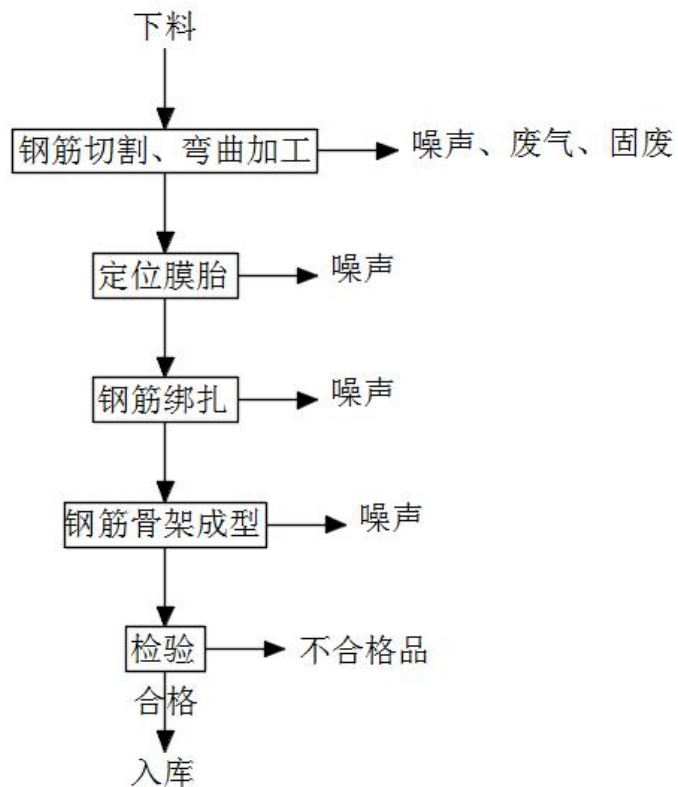 下料
钢筋切割、弯曲加工
噪声、废气、固废
定位膜胎
噪声
钢筋绑扎
噪声
钢筋骨架成型
噪声
检验
不合格品
合格
入库